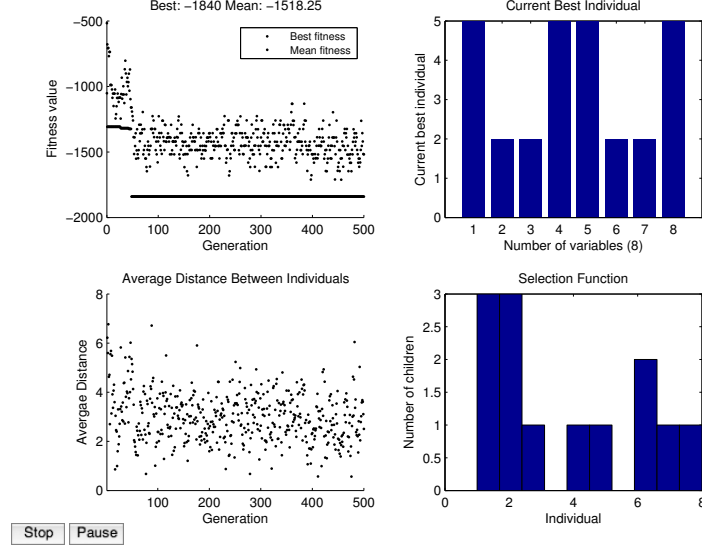 Best: −1840 Mean: −1518.25
−500
−1000
−1500
−2000
Fitness value
Best fitness
Mean fitness
0 100 200 300 400 500
Generation
Current Best Individual
5
4
3
2
1
0
Current best individual
1 2 3 4 5 6 7 8
Number of variables (8)
Average Distance Between Individuals
8
6
4
2
0
Avergae Distance
0 100 200 300 400 500
Generation
Selection Function
3
2.5
2
1.5
1
0.5
0
Number of children
0 2 4 6 8
Individual
Stop Pause